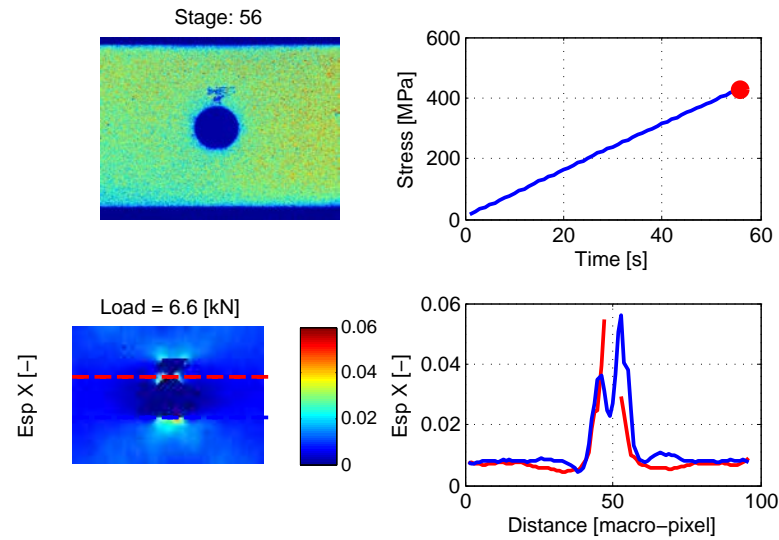 Stage: 56
Stress [MPa]
600
400
200
0
0 20 40 60
Time [s]
Load = 6.6 [kN]
Esp X [-]
0.06
0.04
0.02
0
Esp X [-]
0.06
0.04
0.02
0
0 50 100
Distance [macro-pixel]